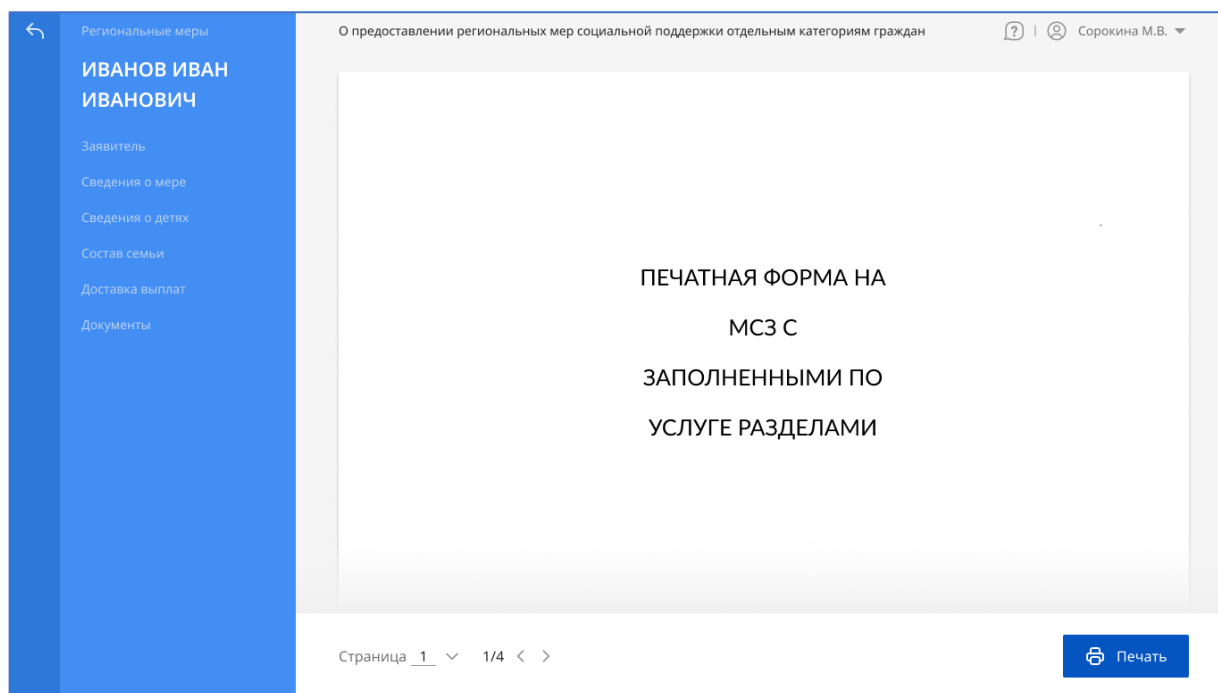 Региональные меры
ИВАНОВ ИВАН
ИВАНОВИЧ
Заявитель
Сведения о мере
Сведения о детях
Состав семьи
Доставка выплат
Документы
О предоставлении региональных мер социальной поддержки отдельным категориям граждан
? | Сорокина М.В.
ПЕЧАТНАЯ ФОРМА НА
МСЗ С
ЗАПОЛНЕННЫМИ ПО
УСЛУГЕ РАЗДЕЛАМИ
Страница 1 1/4 < >
Печать